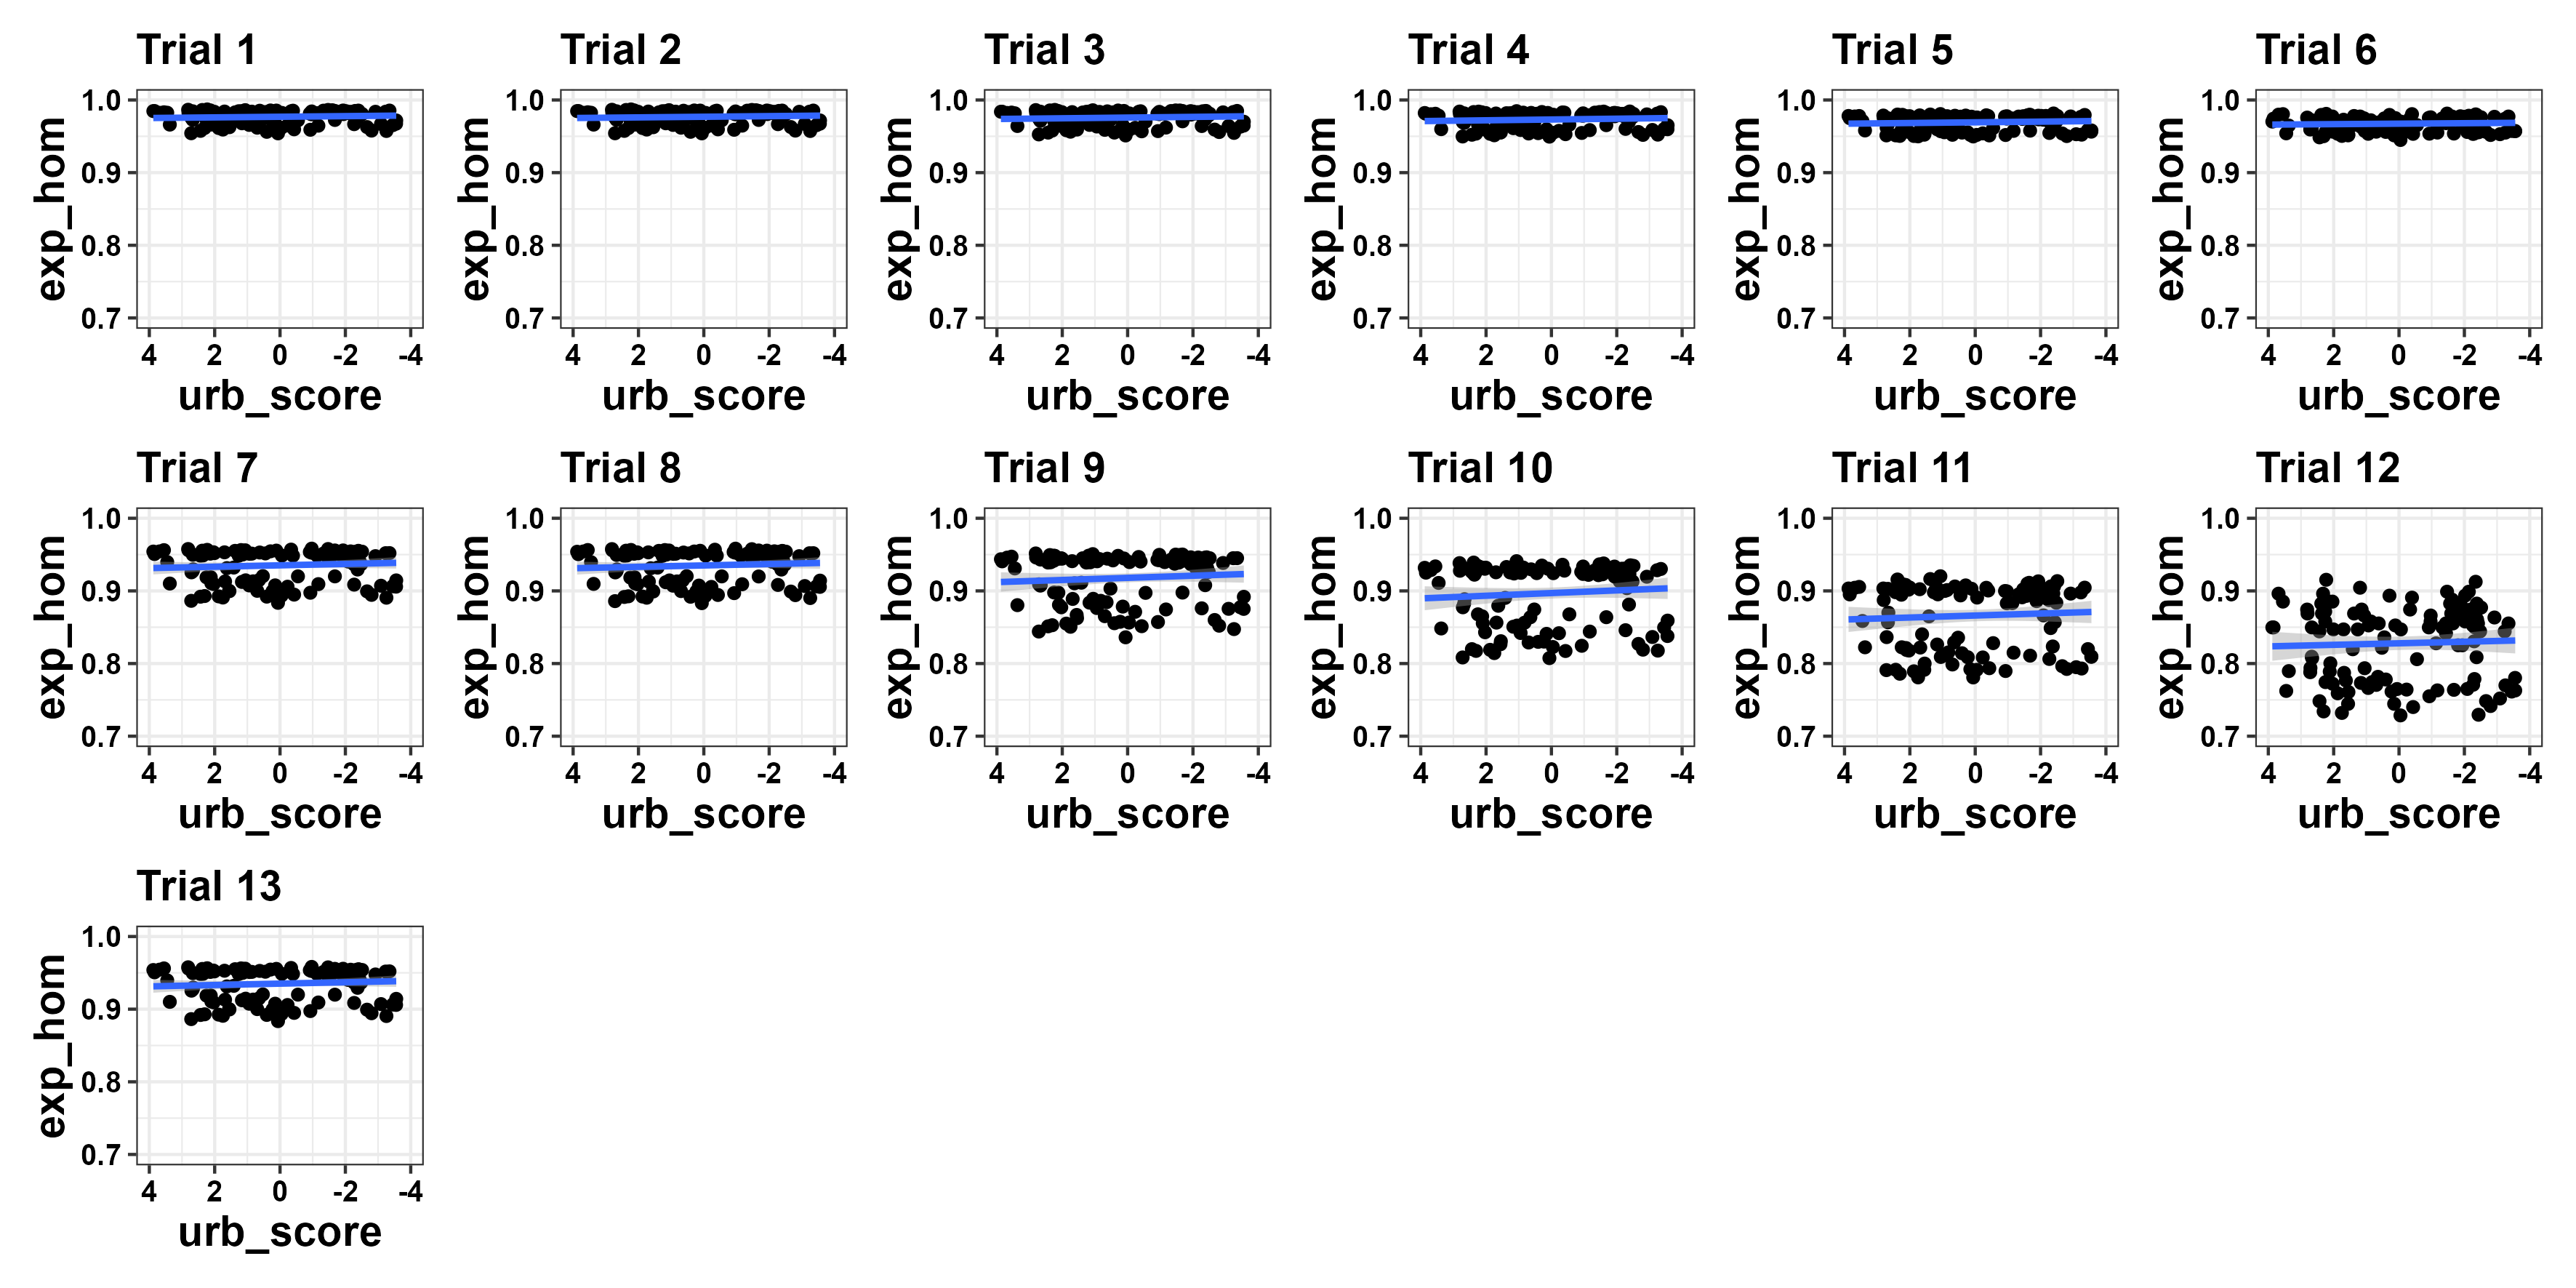 Trial 1 Trial 2 Trial 3 Trial 4 Trial 5 Trial 6
1.0 1.0 1.0 1.0 1.0 1.0
0.9 0.9 0.9 0.9 0.9 0.9
exp_hom exp_hom exp_hom exp_hom exp_hom exp_hom
0.8 0.8 0.8 0.8 0.8 0.8
0.7 0.7 0.7 0.7 0.7 0.7
4 2 0 -2 -4 4 2 0 -2 -4 4 2 0 -2 -4 4 2 0 -2 -4 4 2 0 -2 -4 4 2 0 -2 -4
urb_score urb_score urb_score urb_score urb_score urb_score
Trial 7 Trial 8 Trial 9 Trial 10 Trial 11 Trial 12
1.0 1.0 1.0 1.0 1.0 1.0
0.9 0.9 0.9 0.9 0.9 0.9
exp_hom exp_hom exp_hom exp_hom exp_hom exp_hom
0.8 0.8 0.8 0.8 0.8 0.8
0.7 0.7 0.7 0.7 0.7 0.7
4 2 0 -2 -4 4 2 0 -2 -4 4 2 0 -2 -4 4 2 0 -2 -4 4 2 0 -2 -4 4 2 0 -2 -4
urb_score urb_score urb_score urb_score urb_score urb_score
Trial 13
1.0
0.9
exp_hom
0.8
0.7
4 2 0 -2 -4
urb_score